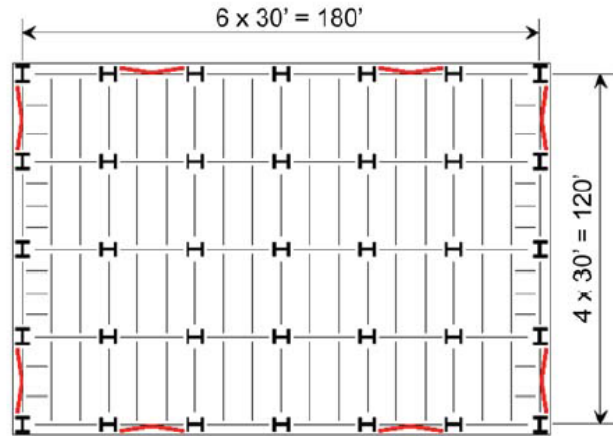 6 x 30' = 180'
4 x 30' = 120'